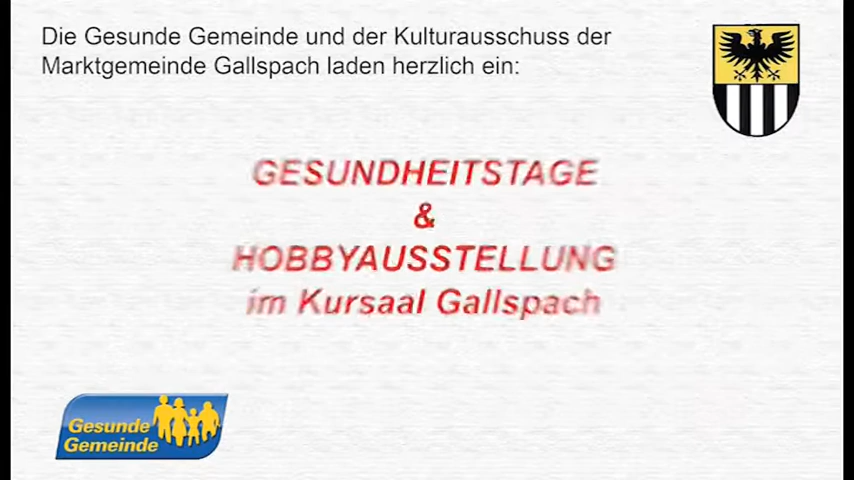 Die Gesunde Gemeinde und der Kulturausschuss der
Marktgemeinde Gallspach laden herzlich ein:
GESUNDHEITSTAGE
&
HOBBYAUSSTELLUNG
im Kursaal Gallspach
Gesunde
Gemeinde